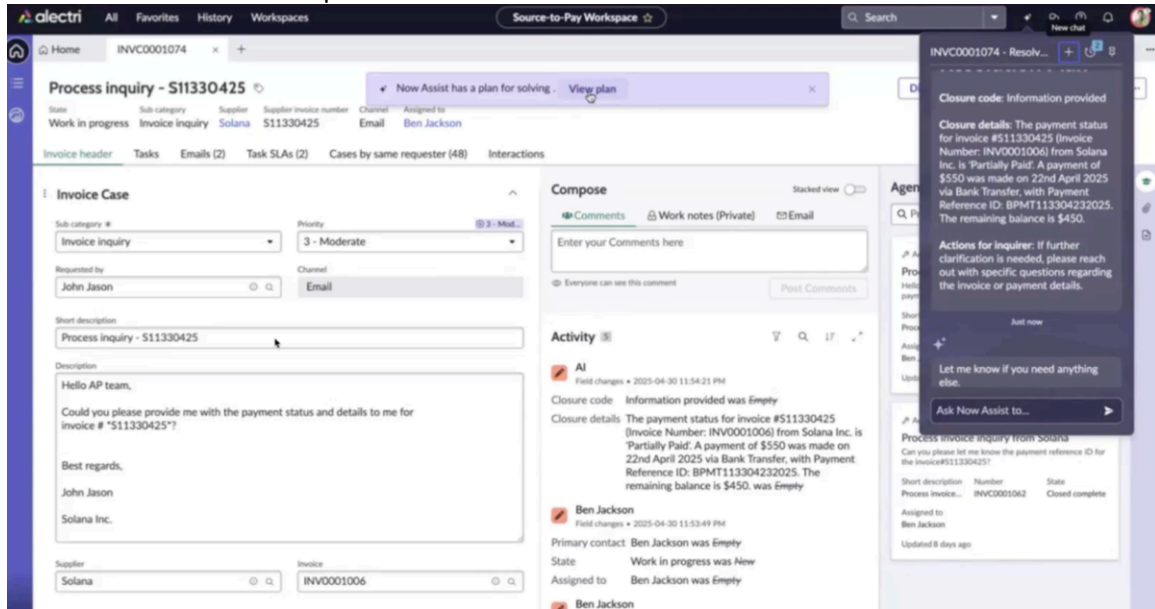 alectri All Favorites History Workspaces
Source-to-Pay Workspace ☆
Search
New chat
Home INVC0001074 × +
Process inquiry - S11330425
Now Assist has a plan for solving . View plan ×
State Sub category Supplier Supplier invoice number Channel Assigned to
Work in progress Invoice inquiry Solana S11330425 Email Ben Jackson
Invoice header Tasks Emails (2) Task SLAs (2) Cases by same requester (48) Interactions
Invoice Case
Sub category
Invoice inquiry
Priority 3 - Mod...
3 - Moderate
Requested by
John Jason
Channel
Email
Short description
Process inquiry - S11330425
Description
Hello AP team,
Could you please provide me with the payment status and details to me for
invoice # "S11330425"?
Best regards,
John Jason
Solana Inc.
Supplier
Solana
Invoice
INV0001006
Compose Stacked view
Comments Work notes (Private) Email
Enter your Comments here
Everyone can see this comment
Post Comments
Activity 5
AI
Field changes • 2025-04-30 11:54:21 PM
Closure code Information provided was Empty
Closure details The payment status for invoice #S11330425
(Invoice Number: INV0001006) from Solana Inc. is
'Partially Paid'. A payment of $550 was made on
22nd April 2025 via Bank Transfer, with Payment
Reference ID: BPMT113304232025. The
remaining balance is $450. was Empty
Ben Jackson
Field changes • 2025-04-30 11:53:49 PM
Primary contact Ben Jackson was Empty
State Work in progress was New
Assigned to Ben Jackson was Empty
Ben Jackson
Agen
INVC0001074 - Resolv... + 2
Closure code: Information provided
Closure details: The payment status
for invoice #S11330425 (Invoice
Number: INV0001006) from Solana
Inc. is 'Partially Paid'. A payment of
$550 was made on 22nd April 2025
via Bank Transfer, with Payment
Reference ID: BPMT113304232025.
The remaining balance is $450.
Actions for inquirer: If further
clarification is needed, please reach
out with specific questions regarding
the invoice or payment details.
Just now
Let me know if you need anything
else.
Ask Now Assist to...
Process invoice inquiry from Solana
Can you please let me know the payment reference ID for
the invoice#S11330425?
Short description Number State
Process invoice... INVC0001062 Closed complete
Assigned to
Ben Jackson
Updated 8 days ago